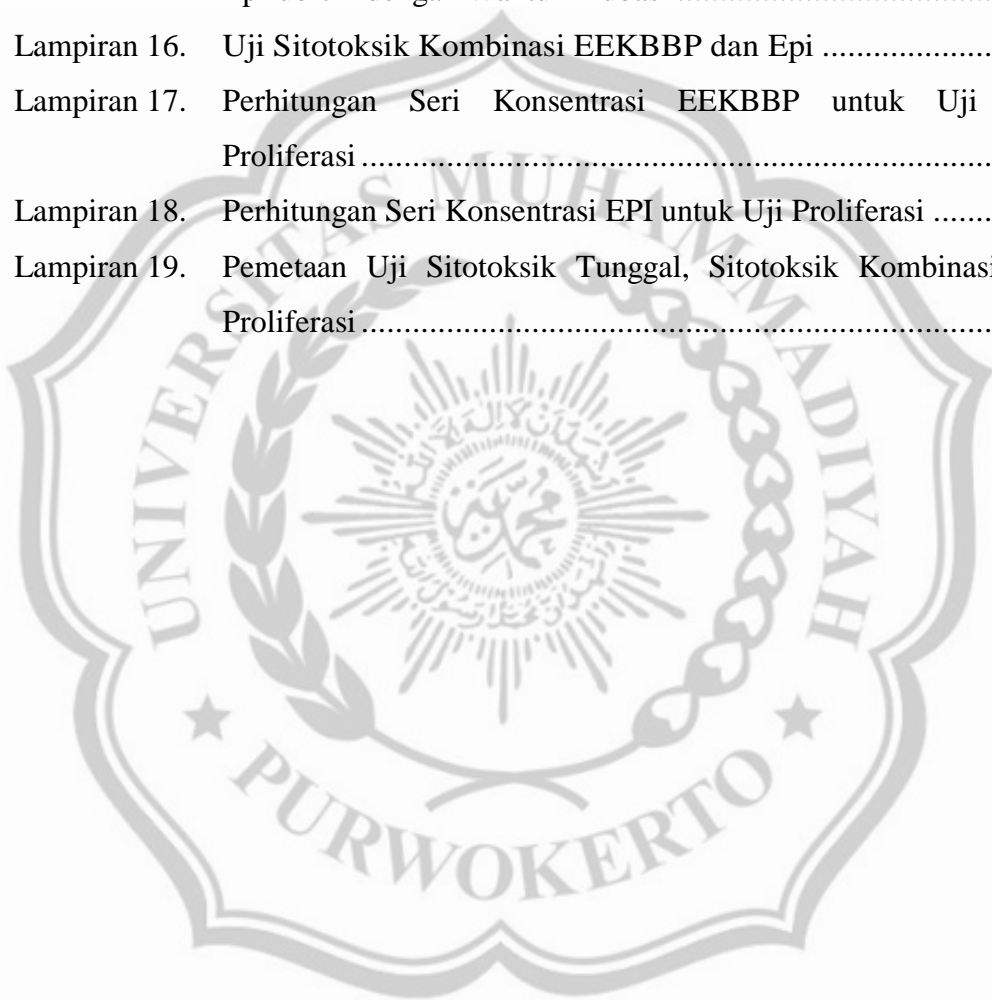 Lampiran 16. Uji Sitotoksik Kombinasi EEKBBP dan Epi ....................
Lampiran 17. Perhitungan Seri Konsentrasi EEKBBP untuk Uji
Proliferasi...........................................................................
Lampiran 18. Perhitungan Seri Konsentrasi EPI untuk Uji Proliferasi .......
Lampiran 19. Pemetaan Uji Sitotoksik Tunggal, Sitotoksik Kombinasi
Proliferasi...........................................................................
UNIVERSITAS MUHAMMADIYAH
PURWOKERTO